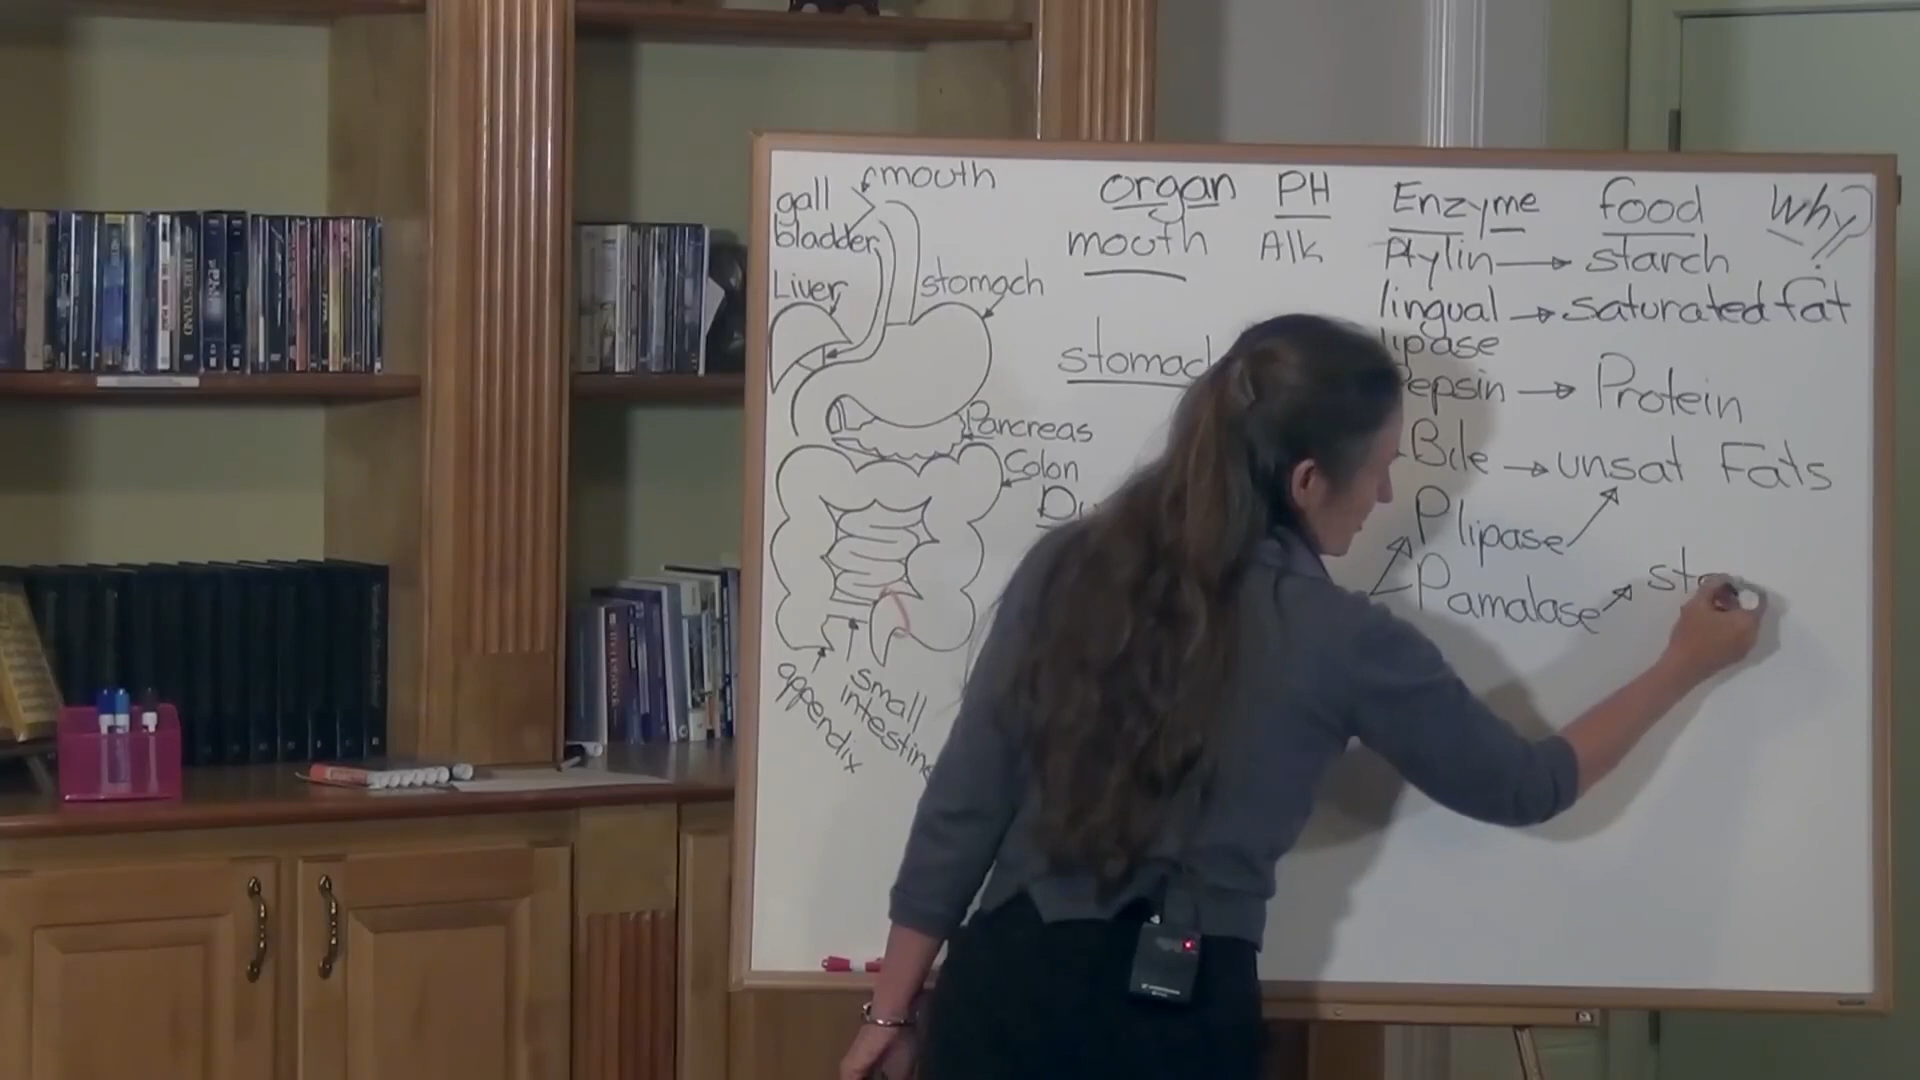 mouth
gall
bladder
Liver
stomach
Pancreas
Colon
appendix
small
intestine
organ PH Enzyme food Why?
mouth Alk Ptylin starch
lingual saturated fat
lipase
Pepsin Protein
Bile unsat Fats
P lipase
P amalase